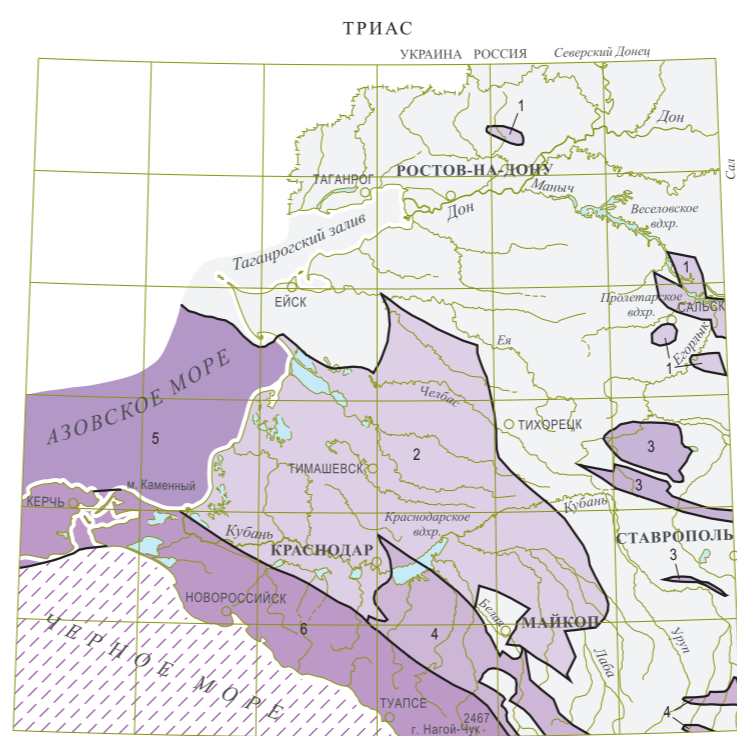 ТРИАС
УКРАИНА РОССИЯ Северский Донец
1
Дон
Сал
РОСТОВ-НА-ДОНУ
ТАГАНРОГ
Маныч
Дон
Веселовское
вдхр.
Таганрогский залив
1
ЕЙСК
Пролетарское
вдхр.
САЛЬСК
Ея
Егорлык
1
АЗОВСКОЕ МОРЕ
5
Челбас
ТИХОРЕЦК
2
3
ТИМАШЕВСК
3
м. Каменный
КЕРЧЬ
Кубань
Краснодарское
вдхр.
Кубань
КРАСНОДАР
СТАВРОПОЛЬ
3
НОВОРОССИЙСК
Белая
МАЙКОП
6
4
ЧЕРНОЕ МОРЕ
Лаба
Уруп
ТУАПСЕ
2467
г. Нагой-Чук
4